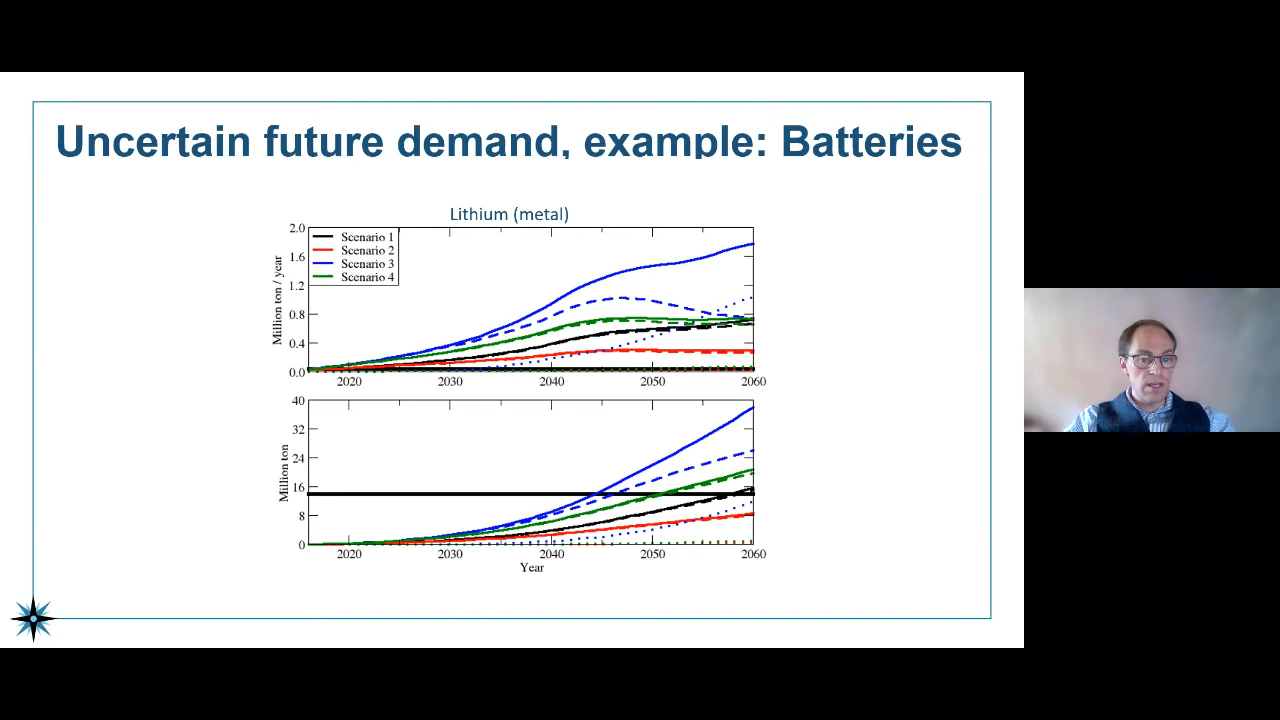 Uncertain future demand, example: Batteries
Lithium (metal)
2.0
1.6
1.2
0.8
0.4
0.0
Million ton / year
Scenario 1
Scenario 2
Scenario 3
Scenario 4
2020 2030 2040 2050 2060
40
32
24
16
8
0
Million ton
2020 2030 2040 2050 2060
Year